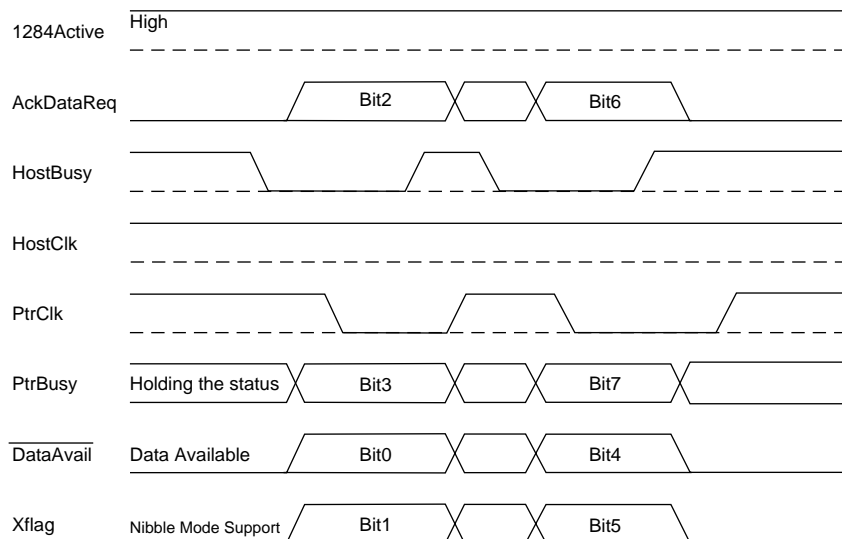 1284Active High
AckDataReq Bit2 Bit6
HostBusy
HostClk
PtrClk
PtrBusy Holding the status Bit3 Bit7
DataAvail Data Available Bit0 Bit4
Xflag Nibble Mode Support Bit1 Bit5